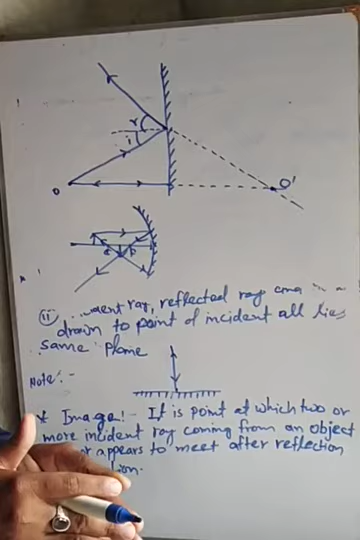 r
i
O
O'
(ii) ...dent ray, reflected ray and
drawn to point of incident all lies
same plane
Note:-
* Image:- It is point at which two or
more incident ray coming from an object
or appears to meet after reflection